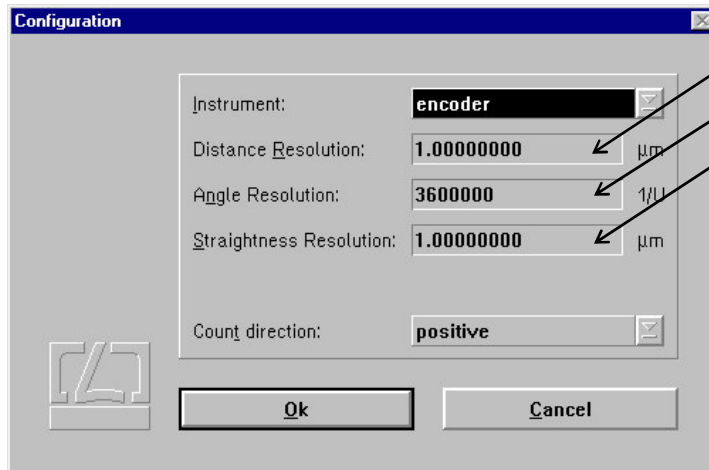 Configuration
Instrument: encoder
Distance Resolution: 1.00000000 µm
Angle Resolution: 3600000 1/U
Straightness Resolution: 1.00000000 µm
Count direction: positive
Ok Cancel